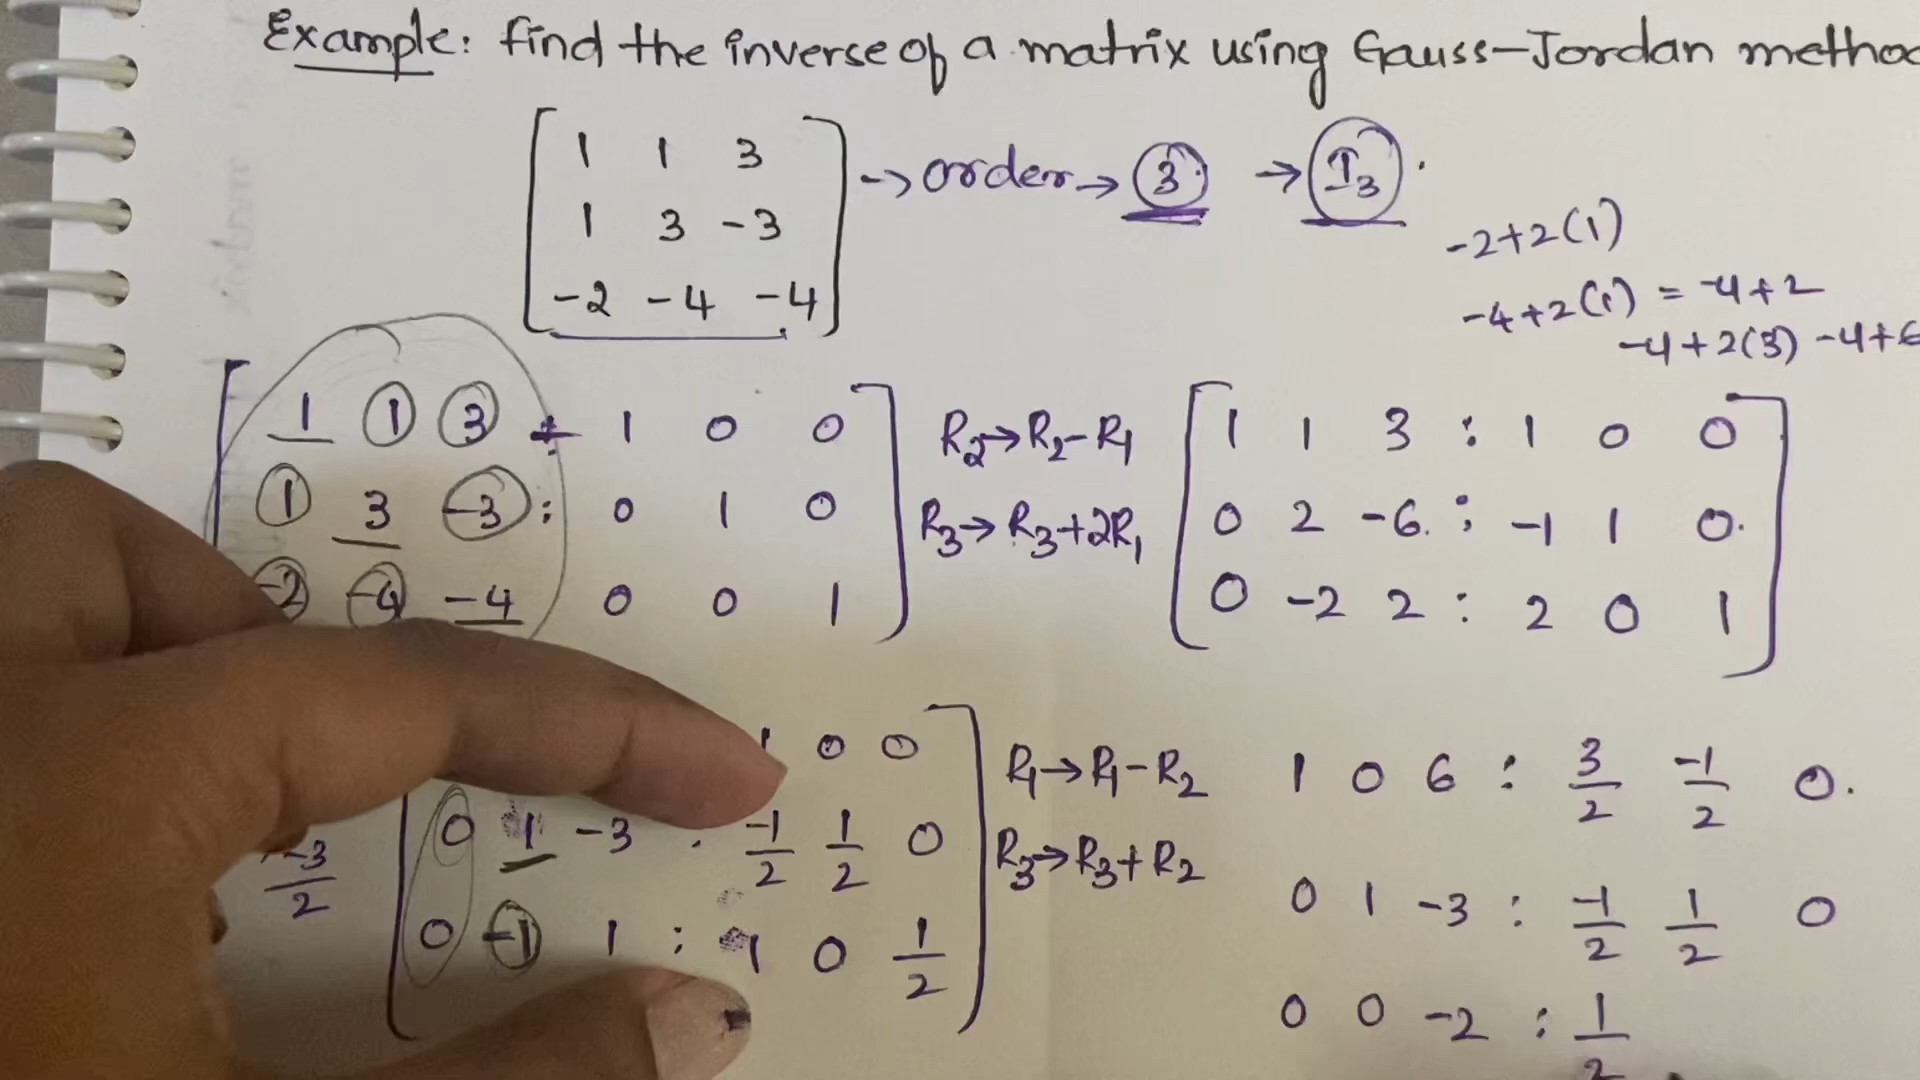 Example: find the inverse of a matrix using Gauss-Jordan
1 1 3 -> order -> 3 -> I3.
1 3 -3
-2 -4 -4
-2+2(1)
-4+2(1) = -4+2
-4+2(3) -4+6
1 1 3 : 1 0 0 R2->R2-R1 1 1 3 : 1 0 0
1 3 -3 : 0 1 0 R3->R3+2R1 0 2 -6. : -1 1 0.
-2 -4 -4 0 0 1 0 -2 2 : 2 0 1
1 0 0 R1->R1-R2 1 0 6 : 3/2 -1/2 0.
-3/2 0 1 -3 . -1/2 1/2 0 R3->R3+R2 0 1 -3 : -1/2 1/2 0
0 -1 1 : 1 0 1/2 0 0 -2 : 1/2